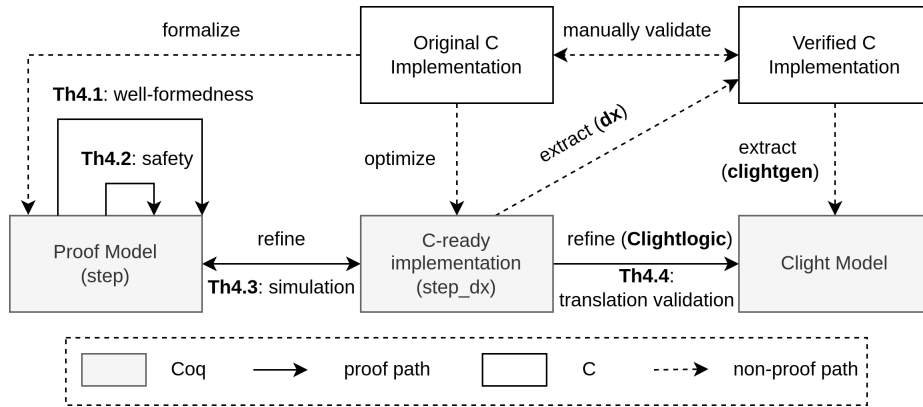 formalize
Original C
Implementation
manually validate
Verified C
Implementation
Th4.1: well-formedness
Th4.2: safety
optimize
extract (dx)
extract
(clightgen)
Proof Model
(step)
refine
Th4.3: simulation
C-ready
implementation
(step_dx)
refine (Clightlogic)
Th4.4:
translation validation
Clight Model
Coq
proof path
C
non-proof path